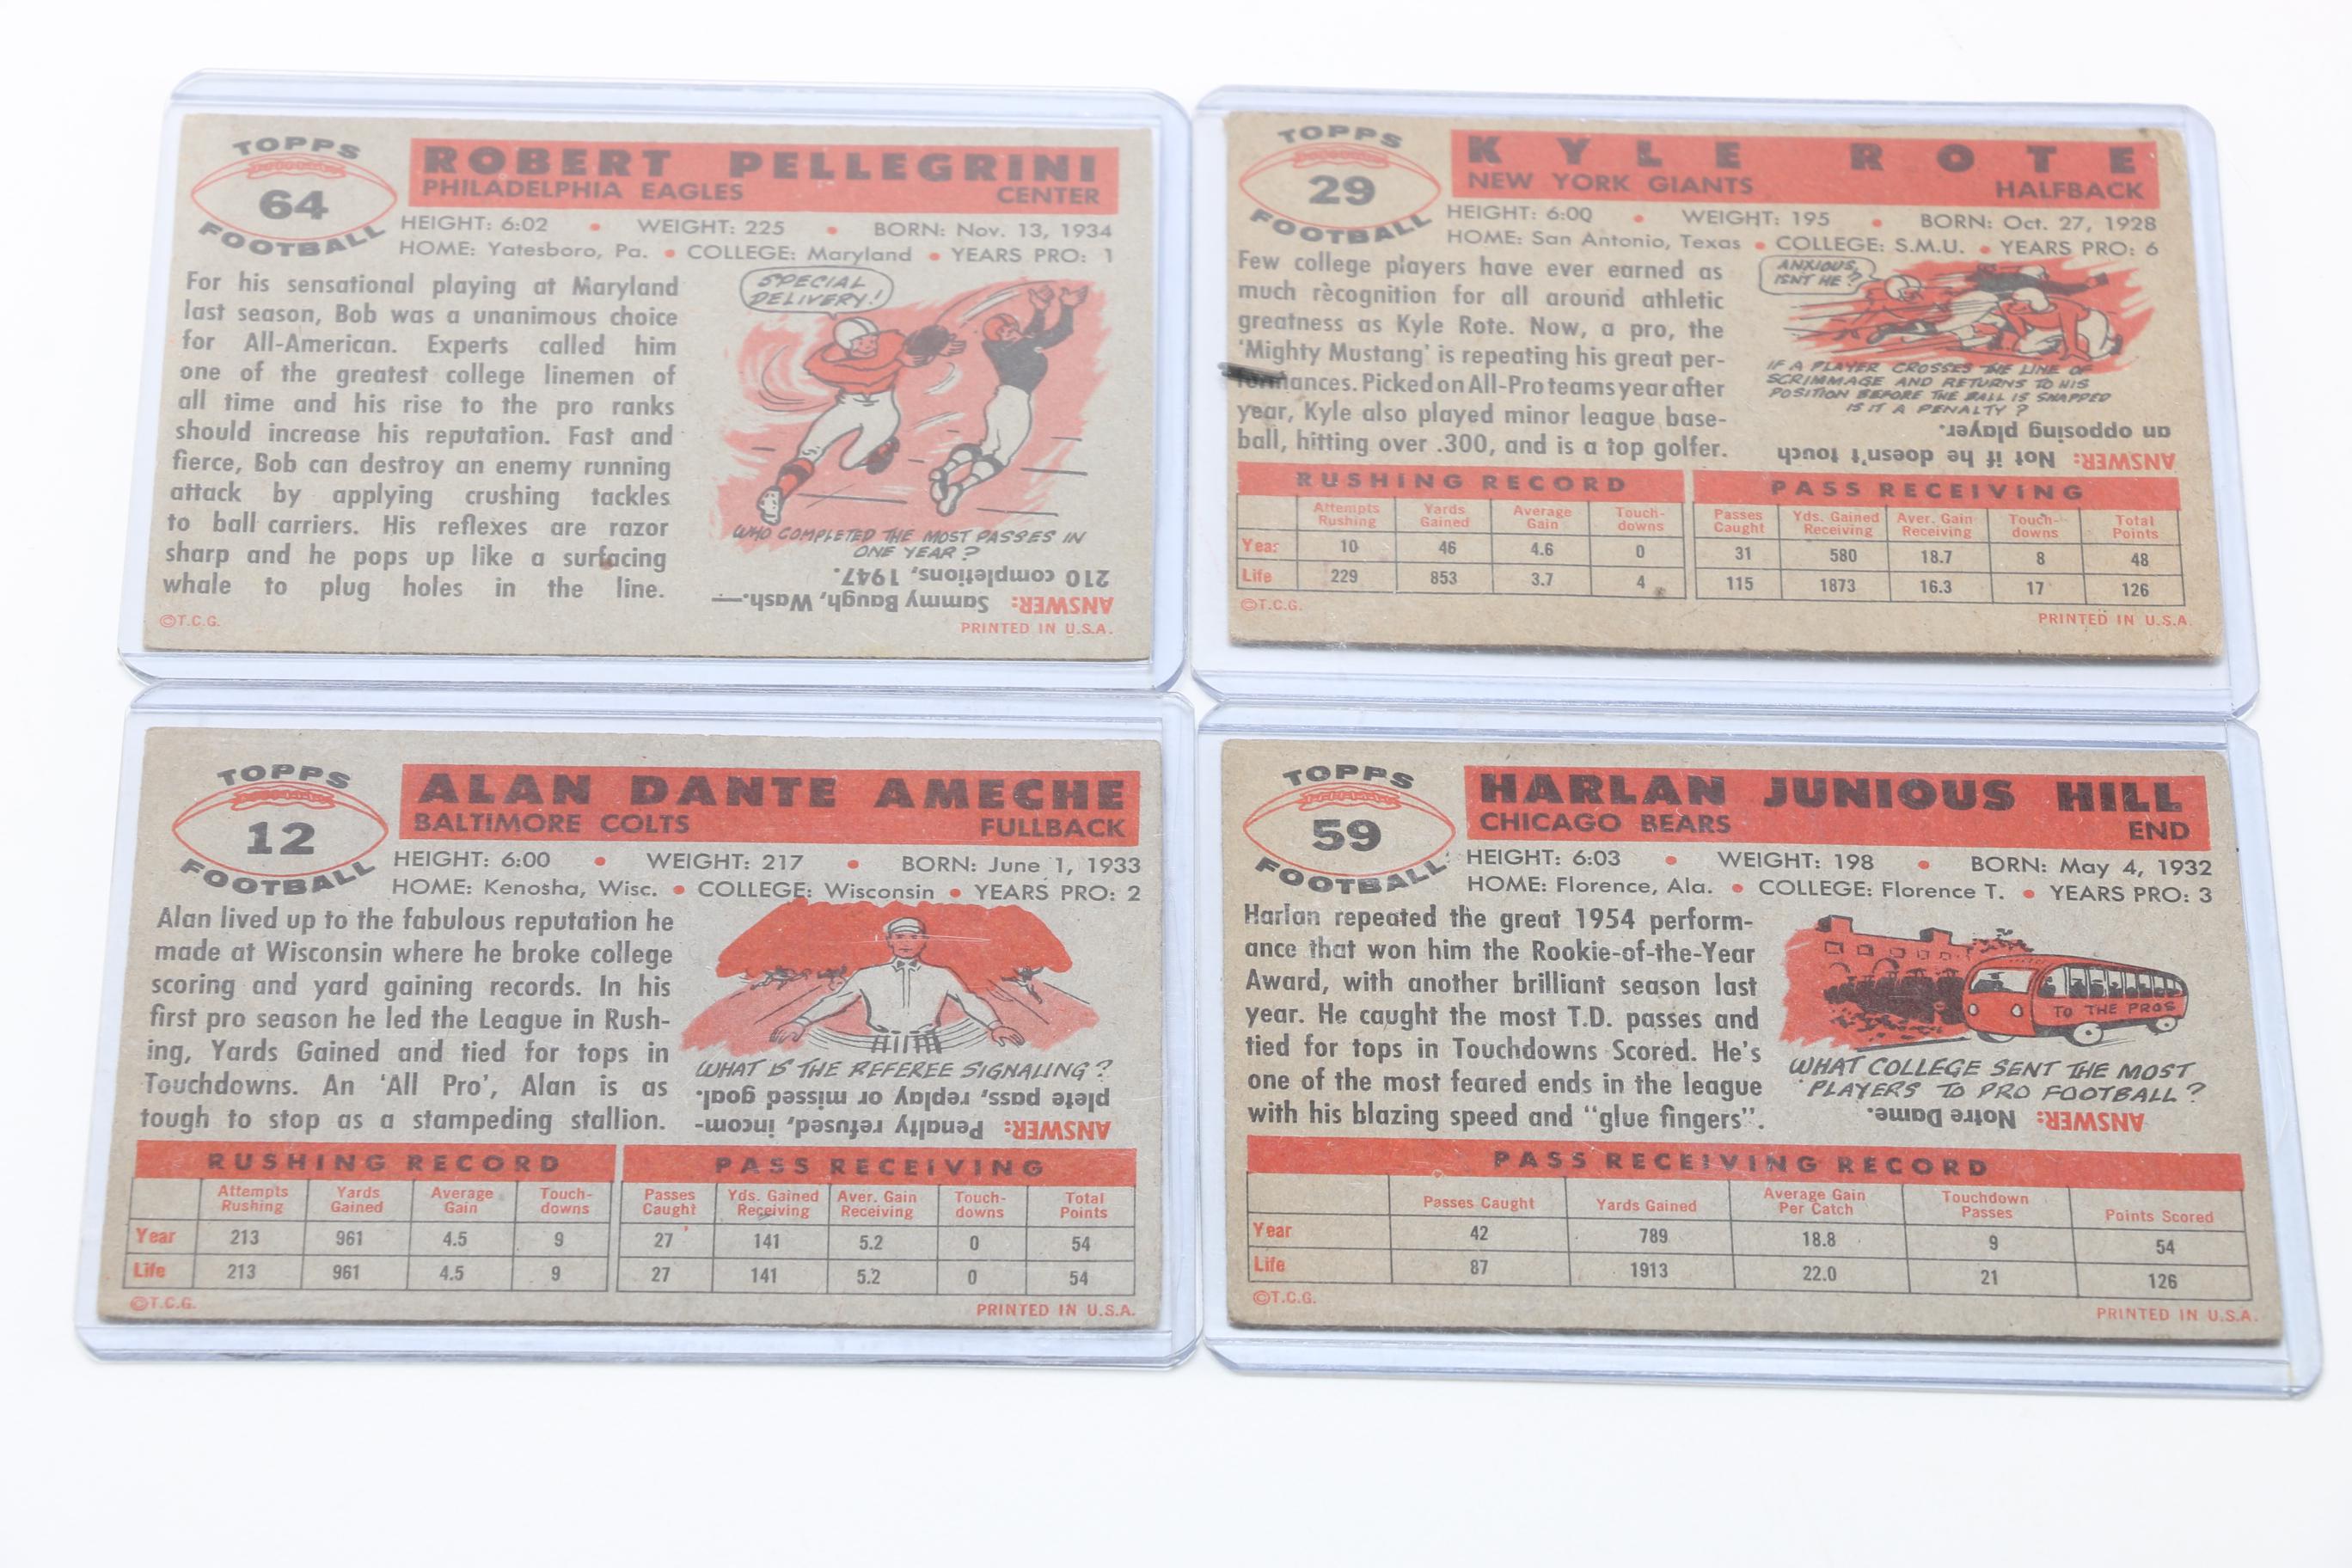 TOPPS
64
FOOTBALL
ROBERT PELLEGRINI
PHILADELPHIA EAGLES CENTER
HEIGHT: 6:02 • WEIGHT: 225 • BORN: Nov. 13, 1934
HOME: Yatesboro, Pa. • COLLEGE: Maryland • YEARS PRO: 1
For his sensational playing at Maryland
last season, Bob was a unanimous choice
for All-American. Experts called him
one of the greatest college linemen of
all time and his rise to the pro ranks
should increase his reputation. Fast and
fierce, Bob can destroy an enemy running
attack by applying crushing tackles
to ball carriers. His reflexes are razor
sharp and he pops up like a surfacing
whale to plug holes in the line.
SPECIAL
DELIVERY!
WHO COMPLETED THE MOST PASSES IN
ONE YEAR?
ANSWER: Sammy Baugh, Wash.—
210 completions, 1947.
©T.C.G.
PRINTED IN U.S.A.
TOPPS
29
FOOTBALL
KYLE ROTE
NEW YORK GIANTS HALFBACK
HEIGHT: 6:00 • WEIGHT: 195 • BORN: Oct. 27, 1928
HOME: San Antonio, Texas • COLLEGE: S.M.U. • YEARS PRO: 6
Few college players have ever earned as
much recognition for all around athletic
greatness as Kyle Rote. Now, a pro, the
'Mighty Mustang' is repeating his great per-
formances. Picked on All-Pro teams year after
year, Kyle also played minor league base-
ball, hitting over .300, and is a top golfer.
ANXIOUS,
ISN'T HE?
IF A PLAYER CROSSES THE LINE OF
SCRIMMAGE AND RETURNS TO HIS
POSITION BEFORE THE BALL IS SNAPPED
IS IT A PENALTY?
ANSWER: Not if he doesn't touch
an opposing player.
RUSHING RECORD
Attempts Rushing Yards Gained Average Gain Touch-downs
Year 10 46 4.6 0
Life 229 853 3.7 4
PASS RECEIVING
Passes Caught Yds. Gained Receiving Aver. Gain Receiving Touch-downs Total Points
31 580 18.7 8 48
115 1873 16.3 17 126
©T.C.G.
PRINTED IN U.S.A.
TOPPS
12
FOOTBALL
ALAN DANTE AMECHE
BALTIMORE COLTS FULLBACK
HEIGHT: 6:00 • WEIGHT: 217 • BORN: June 1, 1933
HOME: Kenosha, Wisc. • COLLEGE: Wisconsin • YEARS PRO: 2
Alan lived up to the fabulous reputation he
made at Wisconsin where he broke college
scoring and yard gaining records. In his
first pro season he led the League in Rush-
ing, Yards Gained and tied for tops in
Touchdowns. An 'All Pro', Alan is as
tough to stop as a stampeding stallion.
WHAT IS THE REFEREE SIGNALING?
ANSWER: Penalty refused, incom-
plete pass, replay or missed goal.
RUSHING RECORD
Attempts Rushing Yards Gained Average Gain Touch-downs
Year 213 961 4.5 9
Life 213 961 4.5 9
PASS RECEIVING
Passes Caught Yds. Gained Receiving Aver. Gain Receiving Touch-downs Total Points
27 141 5.2 0 54
27 141 5.2 0 54
©T.C.G.
PRINTED IN U.S.A.
TOPPS
59
FOOTBALL
HARLAN JUNIOUS HILL
CHICAGO BEARS END
HEIGHT: 6:03 • WEIGHT: 198 • BORN: May 4, 1932
HOME: Florence, Ala. • COLLEGE: Florence T. • YEARS PRO: 3
Harlan repeated the great 1954 perform-
ance that won him the Rookie-of-the-Year
Award, with another brilliant season last
year. He caught the most T.D. passes and
tied for tops in Touchdowns Scored. He's
one of the most feared ends in the league
with his blazing speed and "glue fingers".
TO THE PROS
WHAT COLLEGE SENT THE MOST
PLAYERS TO PRO FOOTBALL?
ANSWER: Notre Dame.
PASS RECEIVING RECORD
Passes Caught Yards Gained Average Gain Per Catch Touchdown Passes Points Scored
Year 42 789 18.8 9 54
Life 87 1913 22.0 21 126
©T.C.G.
PRINTED IN U.S.A.